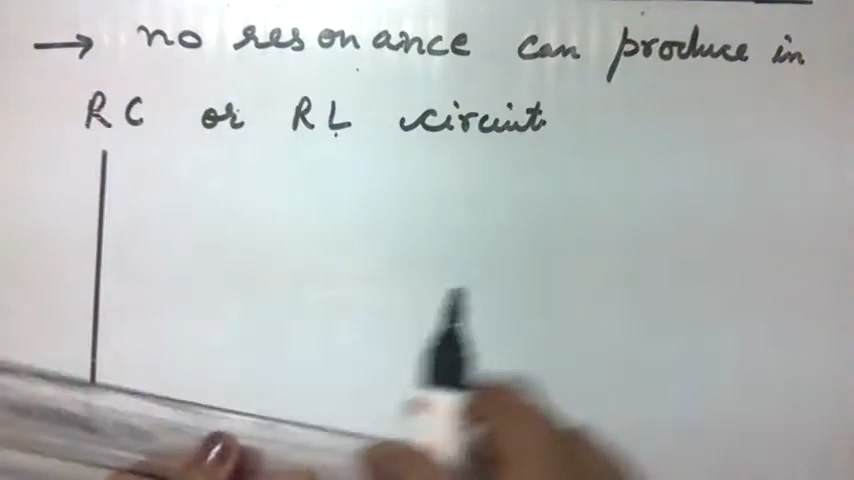 → no resonance can produce in
RC or RL circuit.